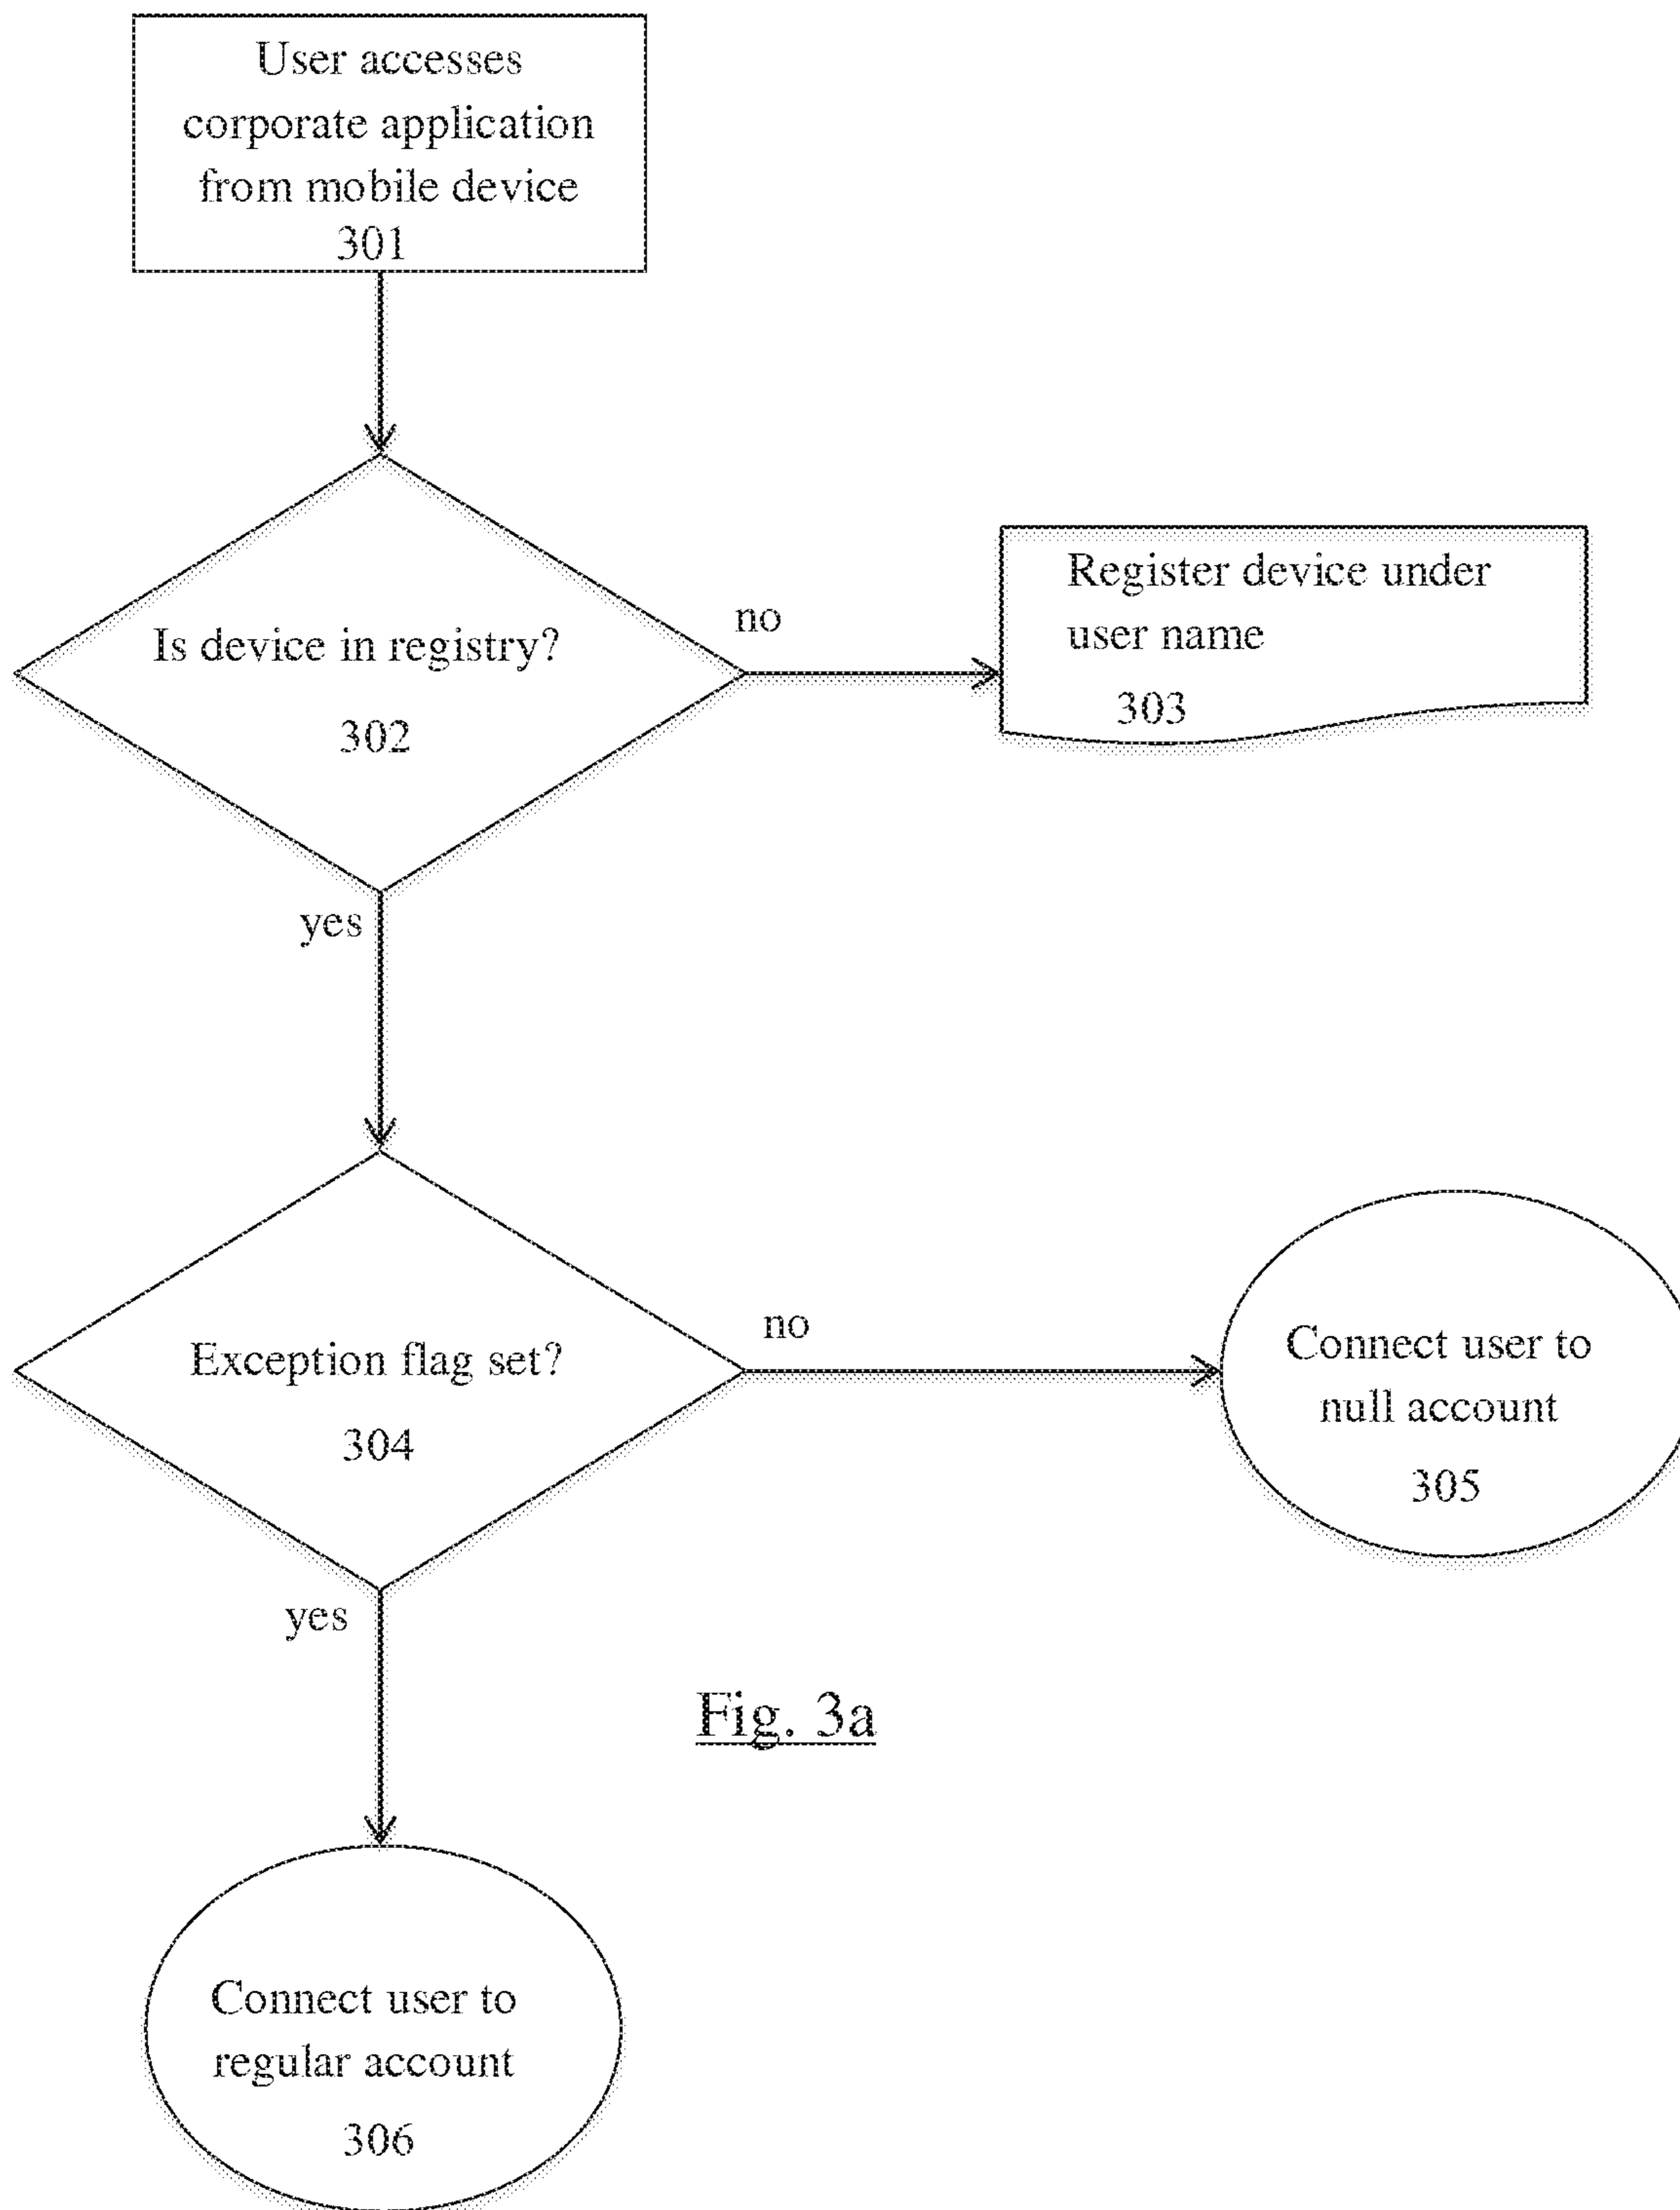 User accesses
corporate application
from mobile device
301
Is device in registry?
302
no
Register device under
user name
303
yes
Exception flag set?
304
no
Connect user to
null account
305
yes
Fig. 3a
Connect user to
regular account
306